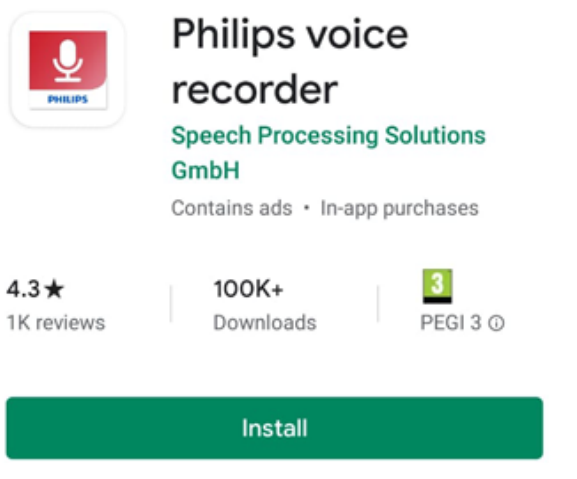 Philips voice
recorder
PHILIPS
Speech Processing Solutions
GmbH
Contains ads • In-app purchases
4.3★
100K+
3
1K reviews
Downloads
PEGI 3 ⓘ
Install